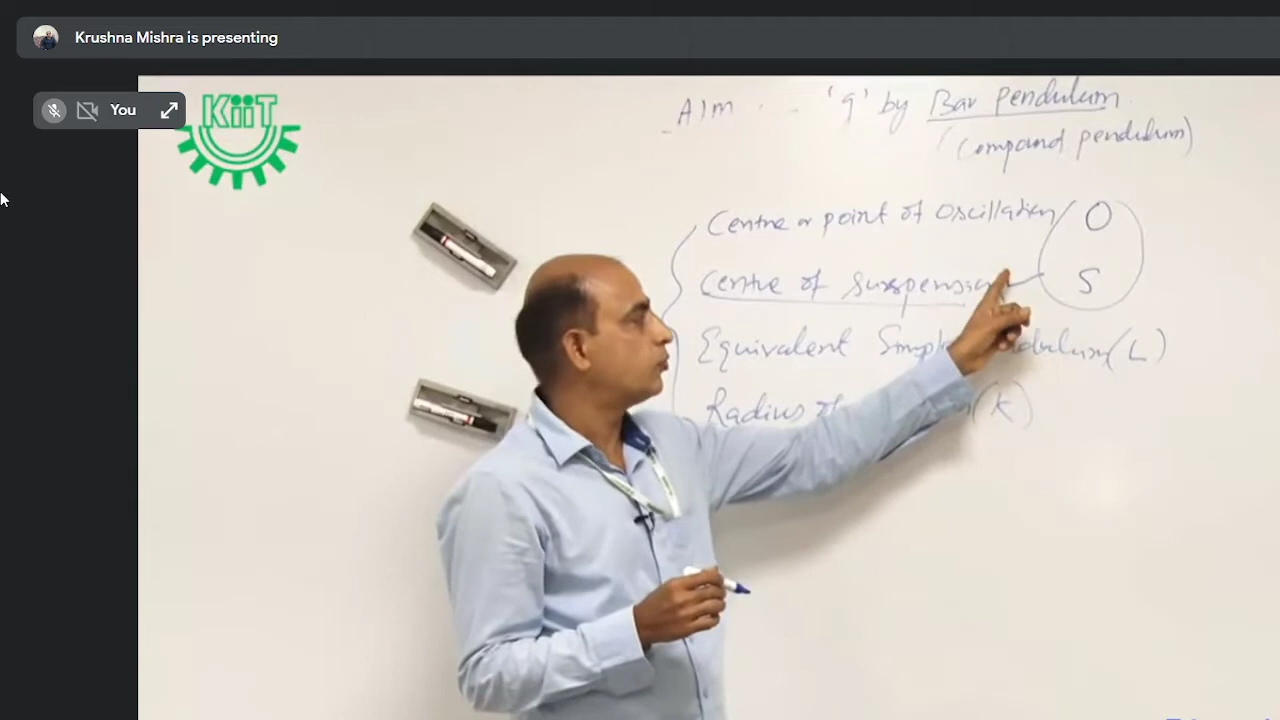 Krushna Mishra is presenting
You
KiiT
Aim 'g' by Bar Pendulum
(Compound pendulum)
Centre or point of Oscillation O
Centre of Suspension S
Equivalent Simple (L)
Radius of (K)